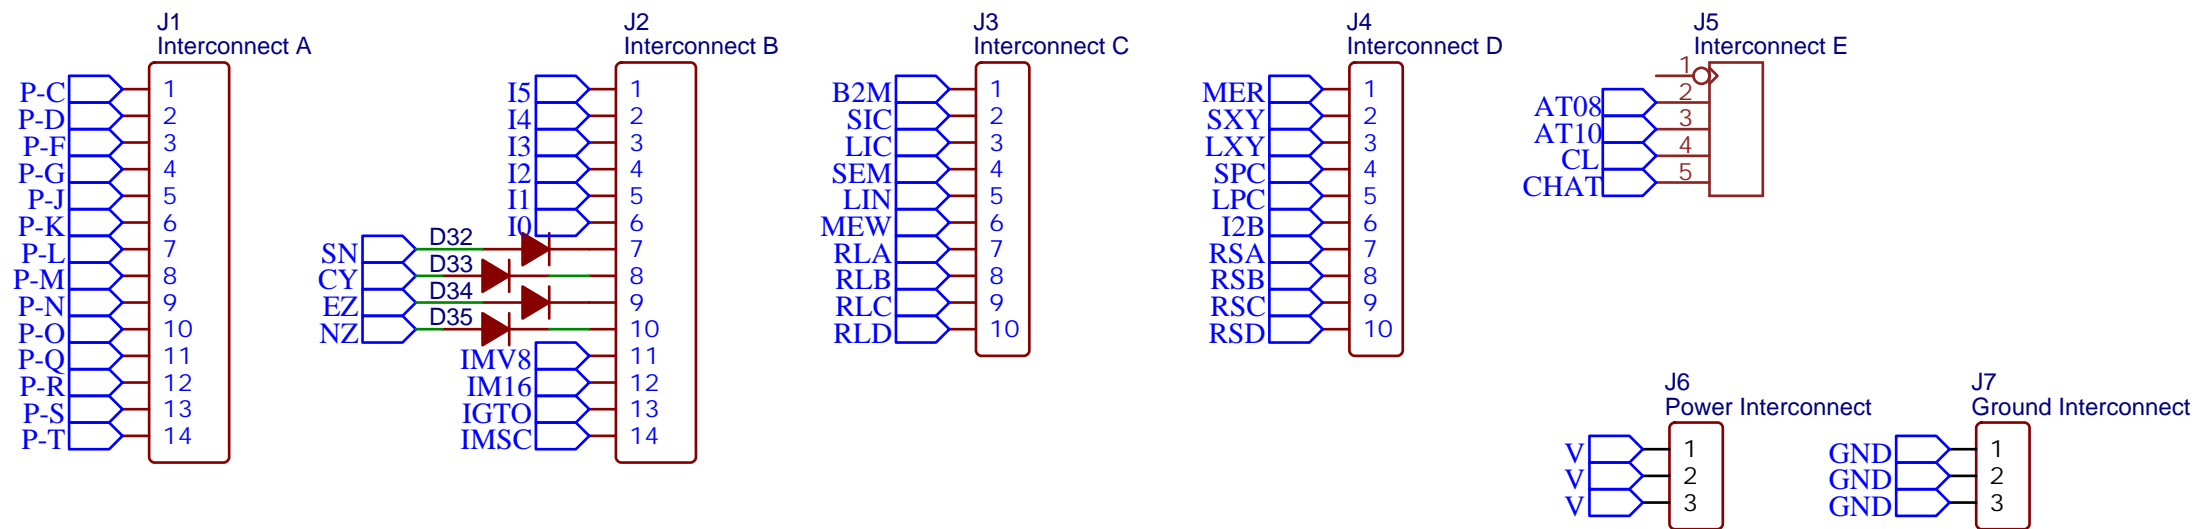 J1
Interconnect A
P-C 1
P-D 2
P-F 3
P-G 4
P-J 5
P-K 6
P-L 7
P-M 8
P-N 9
P-O 10
P-Q 11
P-R 12
P-S 13
P-T 14
J2
Interconnect B
I5 1
I4 2
I3 3
I2 4
I1 5
I0 6
SN D32 7
CY D33 8
EZ D34 9
NZ D35 10
IMV8 11
IM16 12
IGTO 13
IMSC 14
J3
Interconnect C
B2M 1
SIC 2
LIC 3
SEM 4
LIN 5
MEW 6
RLA 7
RLB 8
RLC 9
RLD 10
J4
Interconnect D
MER 1
SXY 2
LXY 3
SPC 4
LPC 5
I2B 6
RSA 7
RSB 8
RSC 9
RSD 10
J5
Interconnect E
1
AT08 2
AT10 3
CL 4
CHAT 5
J6
Power Interconnect
V 1
V 2
V 3
J7
Ground Interconnect
GND 1
GND 2
GND 3